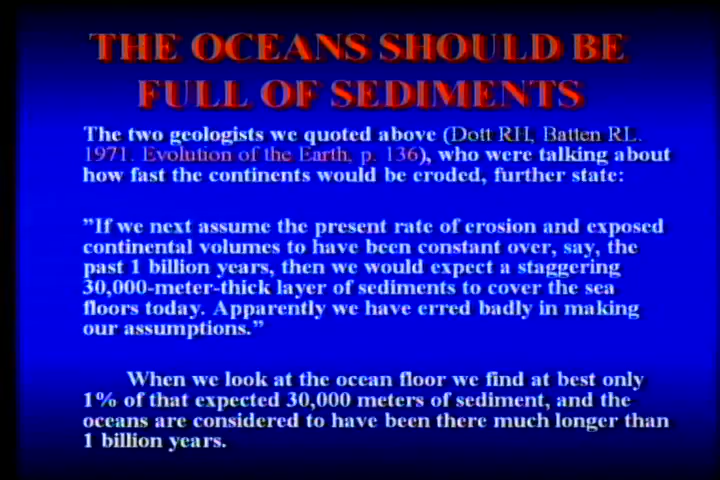 THE OCEANS SHOULD BE
FULL OF SEDIMENTS
The two geologists we quoted above (Dott RH, Batten RL.
1971. Evolution of the Earth, p. 136), who were talking about
how fast the continents would be eroded, further state:
”If we next assume the present rate of erosion and exposed
continental volumes to have been constant over, say, the
past 1 billion years, then we would expect a staggering
30,000-meter-thick layer of sediments to cover the sea
floors today. Apparently we have erred badly in making
our assumptions.”
When we look at the ocean floor we find at best only
1% of that expected 30,000 meters of sediment, and the
oceans are considered to have been there much longer than
1 billion years.